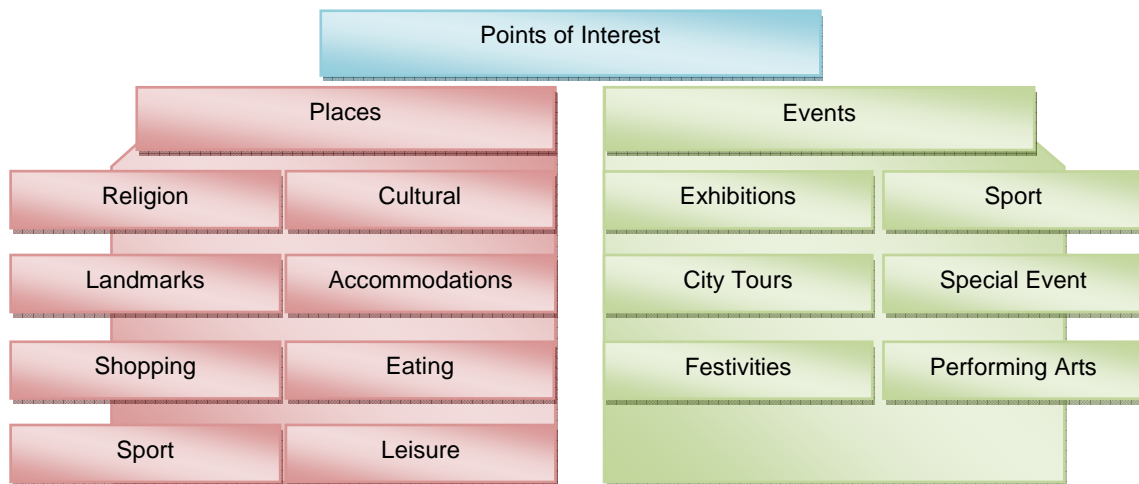 Points of Interest
Places
Events
Religion
Cultural
Exhibitions
Sport
Landmarks
Accommodations
City Tours
Special Event
Shopping
Eating
Festivities
Performing Arts
Sport
Leisure